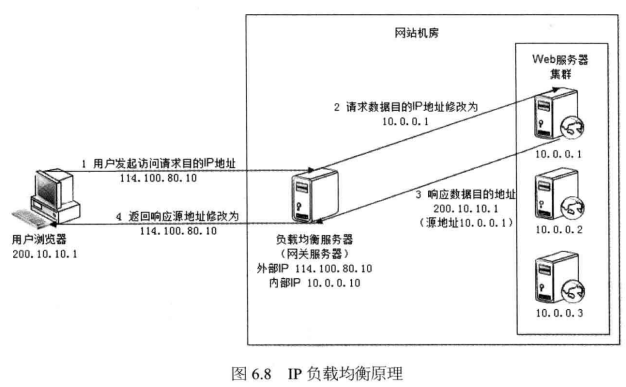 网站机房
Web服务器
集群
2 请求数据目的IP地址修改为
10.0.0.1
10.0.0.1
1 用户发起访问请求目的IP地址
114.100.80.10
3 响应数据目的地址
200.10.10.1
（源地址10.0.0.1）
4 返回响应源地址修改为
114.100.80.10
10.0.0.2
用户浏览器
200.10.10.1
负载均衡服务器
（网关服务器）
外部IP 114.100.80.10
内部IP 10.0.0.10
10.0.0.3
图 6.8 IP 负载均衡原理